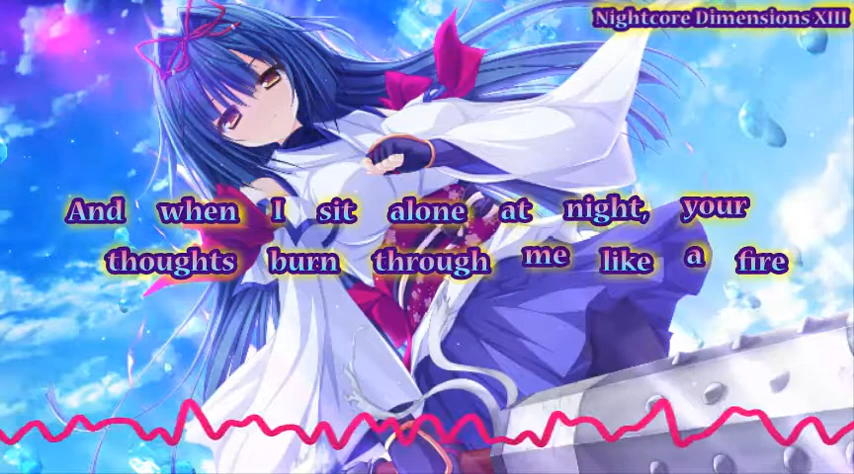 Nightcore Dimensions XIII
And when I sit alone at night, your
thoughts burn through me like a fire